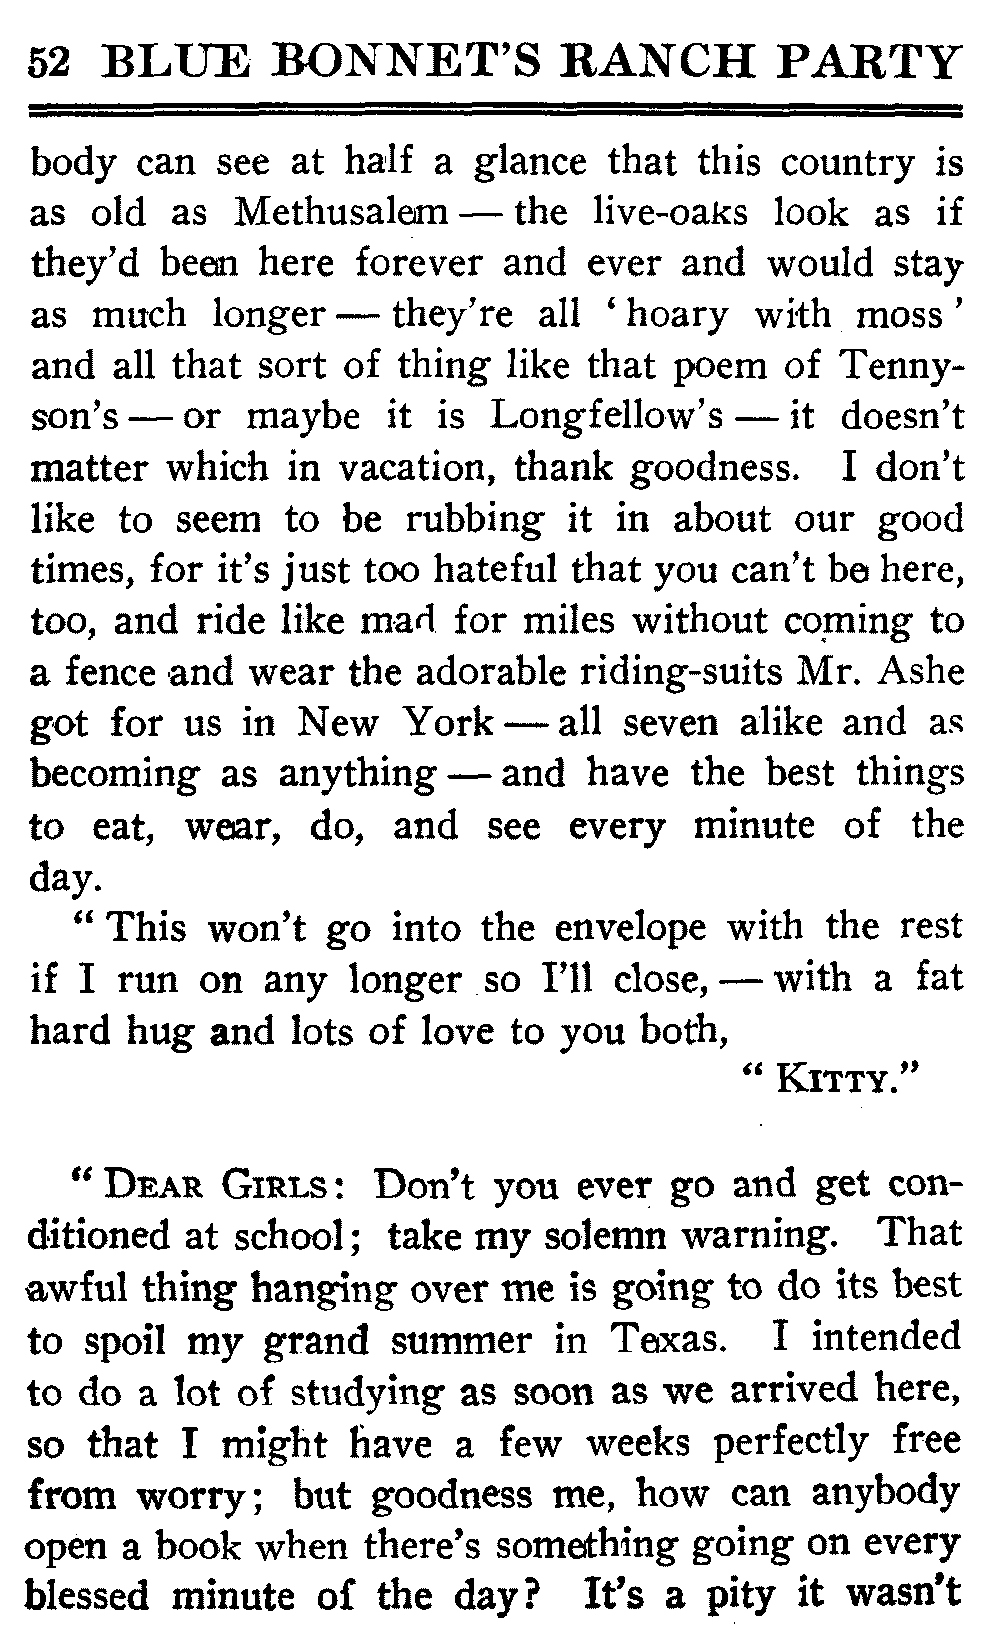 52 BLUE BONNET'S RANCH PARTY
body can see at half a glance that this country is
as old as Methusalem — the live-oaks look as if
they'd been here forever and ever and would stay
as much longer — they're all ‘ hoary with moss ’
and all that sort of thing like that poem of Tenny-
son's — or maybe it is Longfellow's — it doesn't
matter which in vacation, thank goodness. I don't
like to seem to be rubbing it in about our good
times, for it's just too hateful that you can't be here,
too, and ride like mad for miles without coming to
a fence and wear the adorable riding-suits Mr. Ashe
got for us in New York — all seven alike and as
becoming as anything — and have the best things
to eat, wear, do, and see every minute of the
day.
“ This won't go into the envelope with the rest
if I run on any longer so I'll close, — with a fat
hard hug and lots of love to you both,
“ KITTY.”
“ DEAR GIRLS: Don't you ever go and get con-
ditioned at school; take my solemn warning. That
awful thing hanging over me is going to do its best
to spoil my grand summer in Texas. I intended
to do a lot of studying as soon as we arrived here,
so that I might have a few weeks perfectly free
from worry; but goodness me, how can anybody
open a book when there's something going on every
blessed minute of the day? It's a pity it wasn't